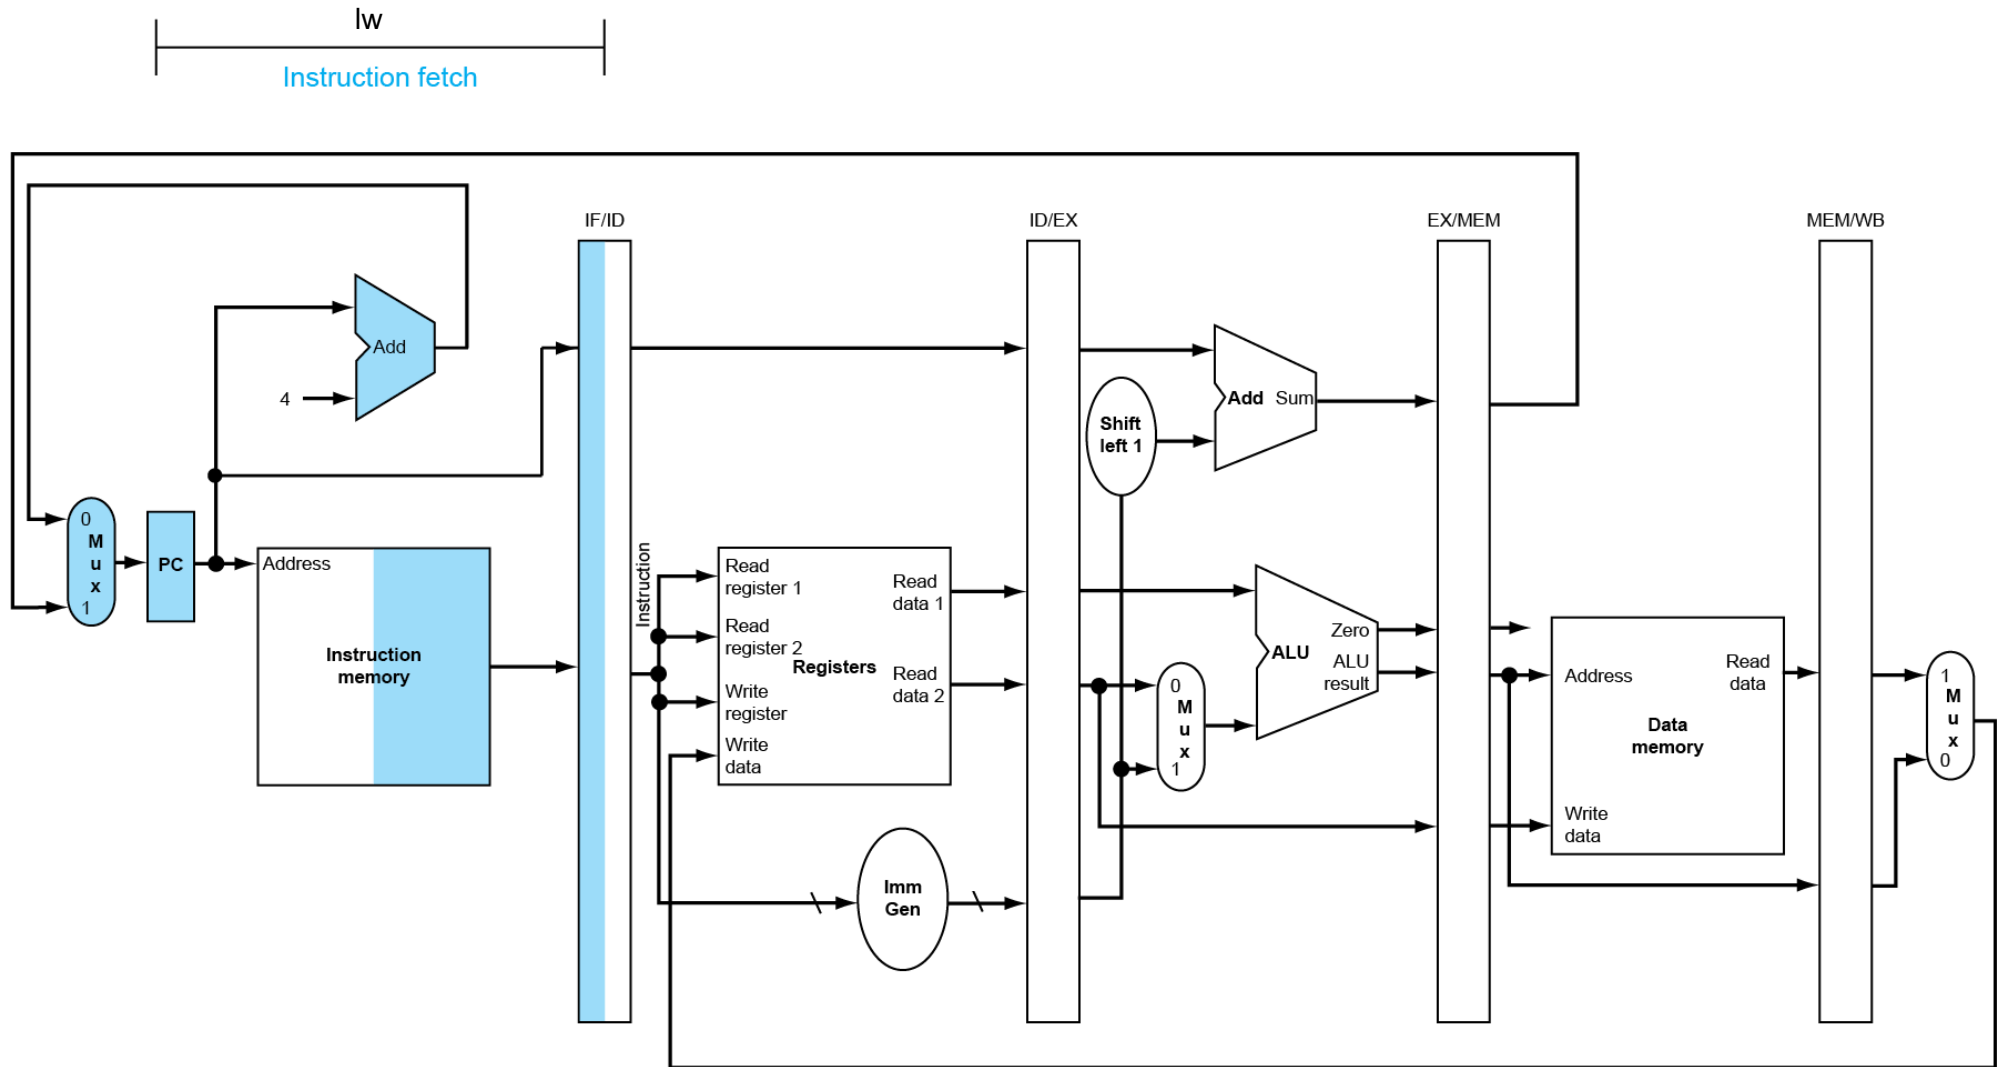 lw
Instruction fetch
IF/ID
ID/EX
EX/MEM
MEM/WB
Add
4
Shift
left 1
Add Sum
0
M
u
x
1
PC
Address
Instruction
memory
Instruction
Read
register 1
Read
register 2
Write
register
Write
data
Registers
Read
data 1
Read
data 2
Imm
Gen
0
M
u
x
1
ALU
Zero
ALU
result
Address
Read
data
Data
memory
Write
data
1
M
u
x
0